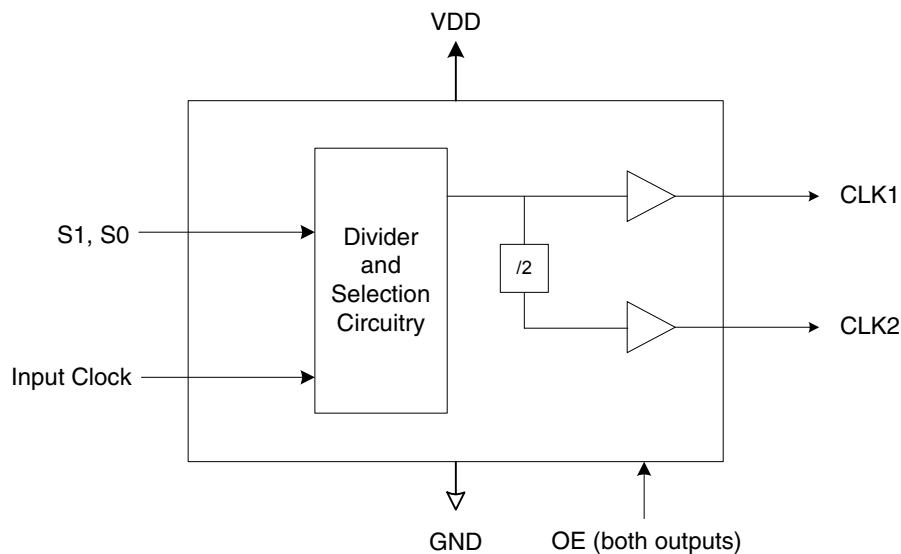 VDD
S1, S0
Input Clock
Divider
and
Selection
Circuitry
/2
CLK1
CLK2
GND
OE (both outputs)